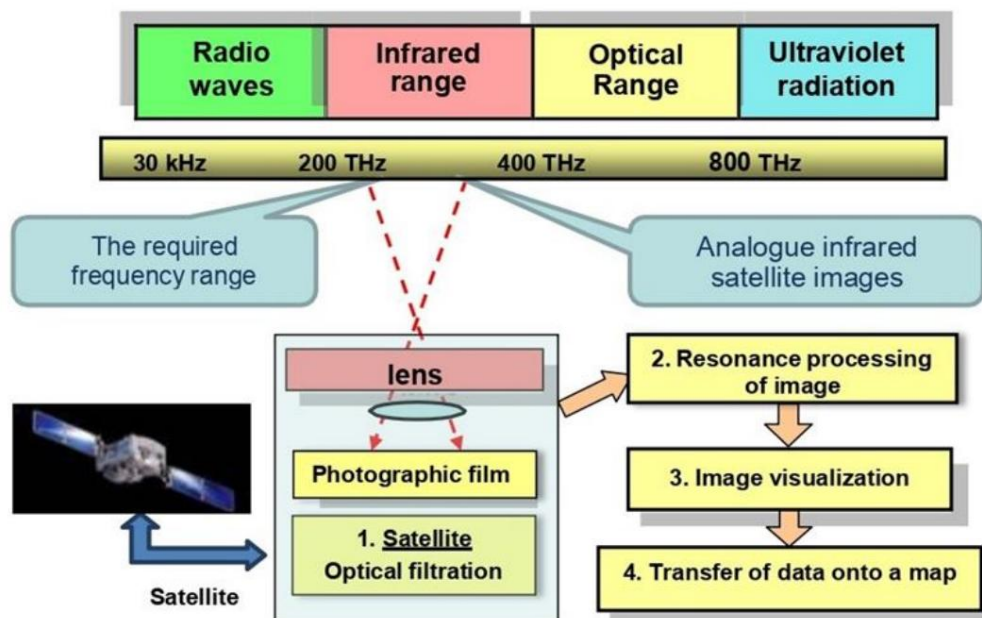 Radio
waves
Infrared
range
Optical
Range
Ultraviolet
radiation
30 kHz
200 THz
400 THz
800 THz
The required
frequency range
Analogue infrared
satellite images
lens
Photographic film
1. Satellite
Optical filtration
Satellite
2. Resonance processing
of image
3. Image visualization
4. Transfer of data onto a map